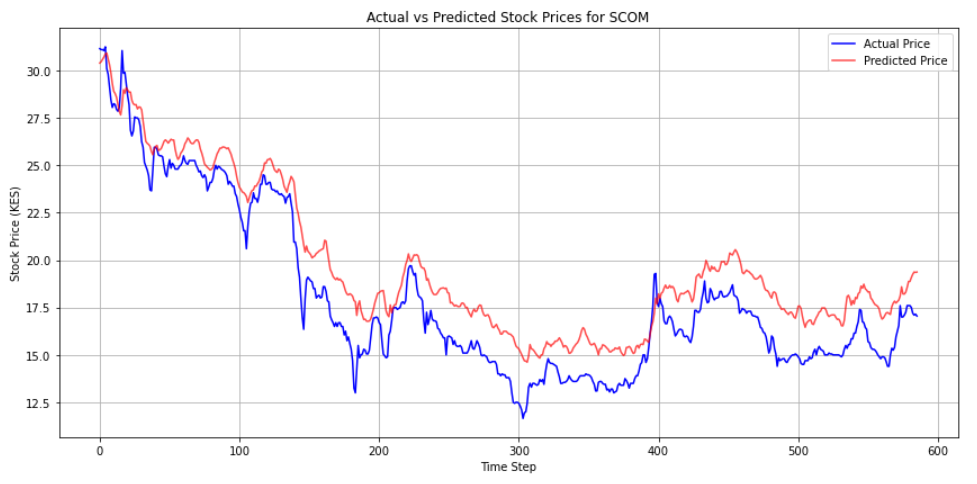 Actual vs Predicted Stock Prices for SCOM
Actual Price
Predicted Price
Stock Price (KES)
30.0
27.5
25.0
22.5
20.0
17.5
15.0
12.5
0 100 200 300 400 500 600
Time Step